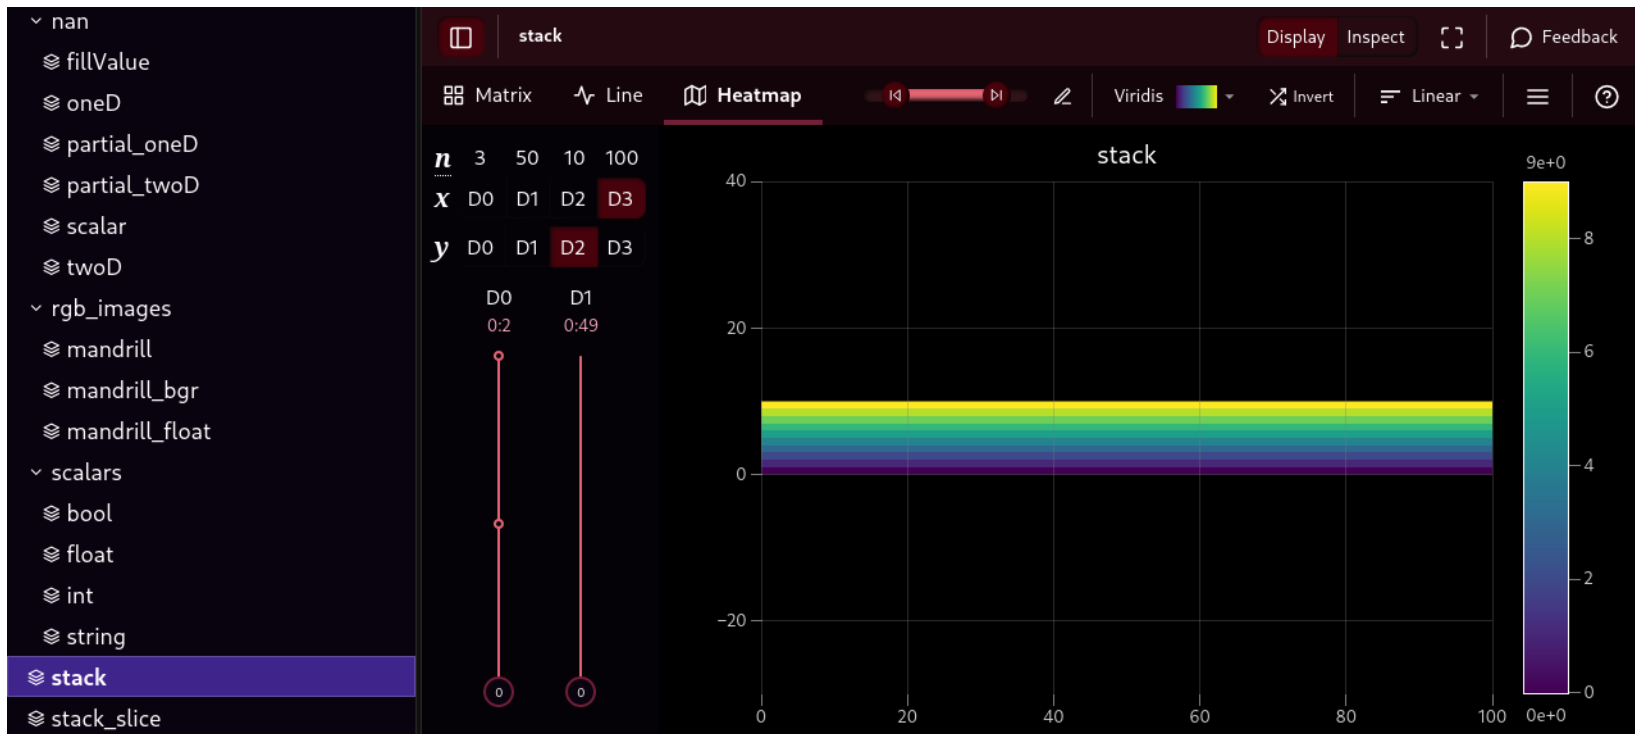 nan
fillValue
oneD
partial_oneD
partial_twoD
scalar
twoD
rgb_images
mandrill
mandrill_bgr
mandrill_float
scalars
bool
float
int
string
stack
stack_slice
stack
Display Inspect Feedback
Matrix Line Heatmap Viridis Invert Linear
n 3 50 10 100
x D0 D1 D2 D3
y D0 D1 D2 D3
D0 D1
0:2 0:49
0 0
stack
40
20
0
−20
0 20 40 60 80 100
9e+0
8
6
4
2
0
0e+0